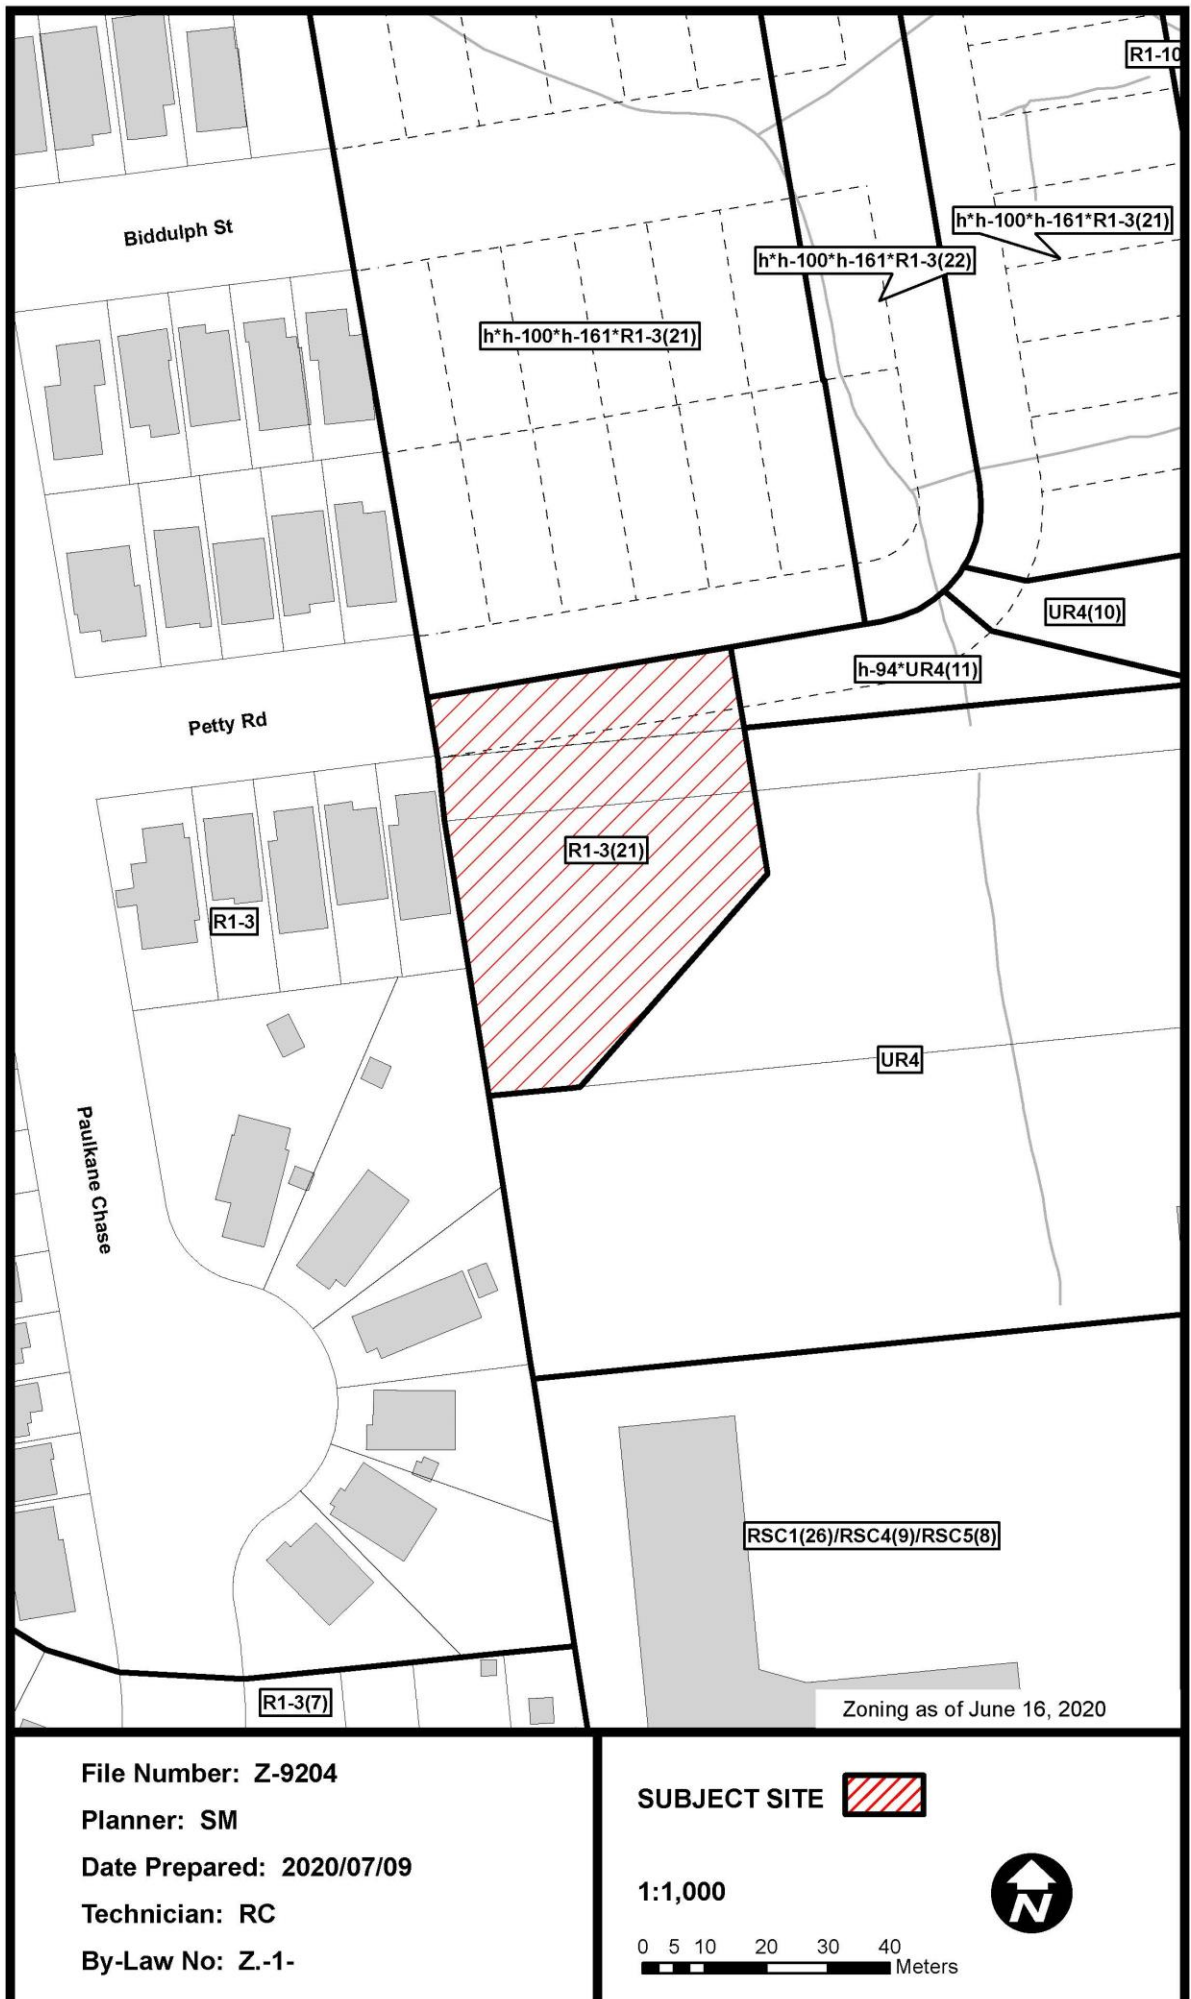 R1-10
Biddulph St
h*h-100*h-161*R1-3(21)
h*h-100*h-161*R1-3(22)
h*h-100*h-161*R1-3(21)
UR4(10)
h-94*UR4(11)
Petty Rd
R1-3(21)
R1-3
UR4
Paulkane Chase
RSC1(26)/RSC4(9)/RSC5(8)
R1-3(7)
Zoning as of June 16, 2020
File Number: Z-9204
Planner: SM
Date Prepared: 2020/07/09
Technician: RC
By-Law No: Z.-1-
SUBJECT SITE
1:1,000
N
0 5 10 20 30 40
Meters